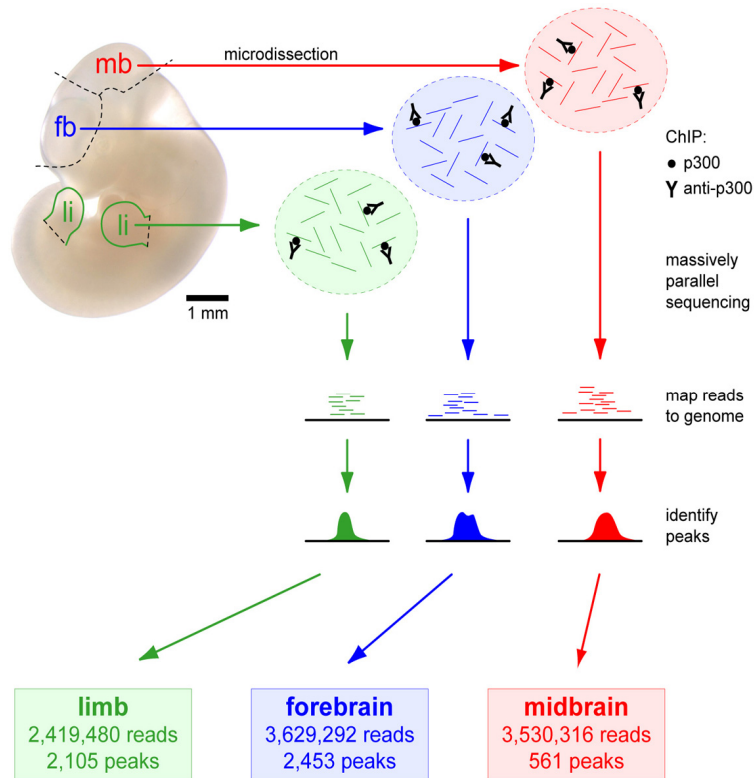 mb
microdissection
fb
li
li
1 mm
ChIP:
p300
anti-p300
massively
parallel
sequencing
map reads
to genome
identify
peaks
limb
2,419,480 reads
2,105 peaks
forebrain
3,629,292 reads
2,453 peaks
midbrain
3,530,316 reads
561 peaks